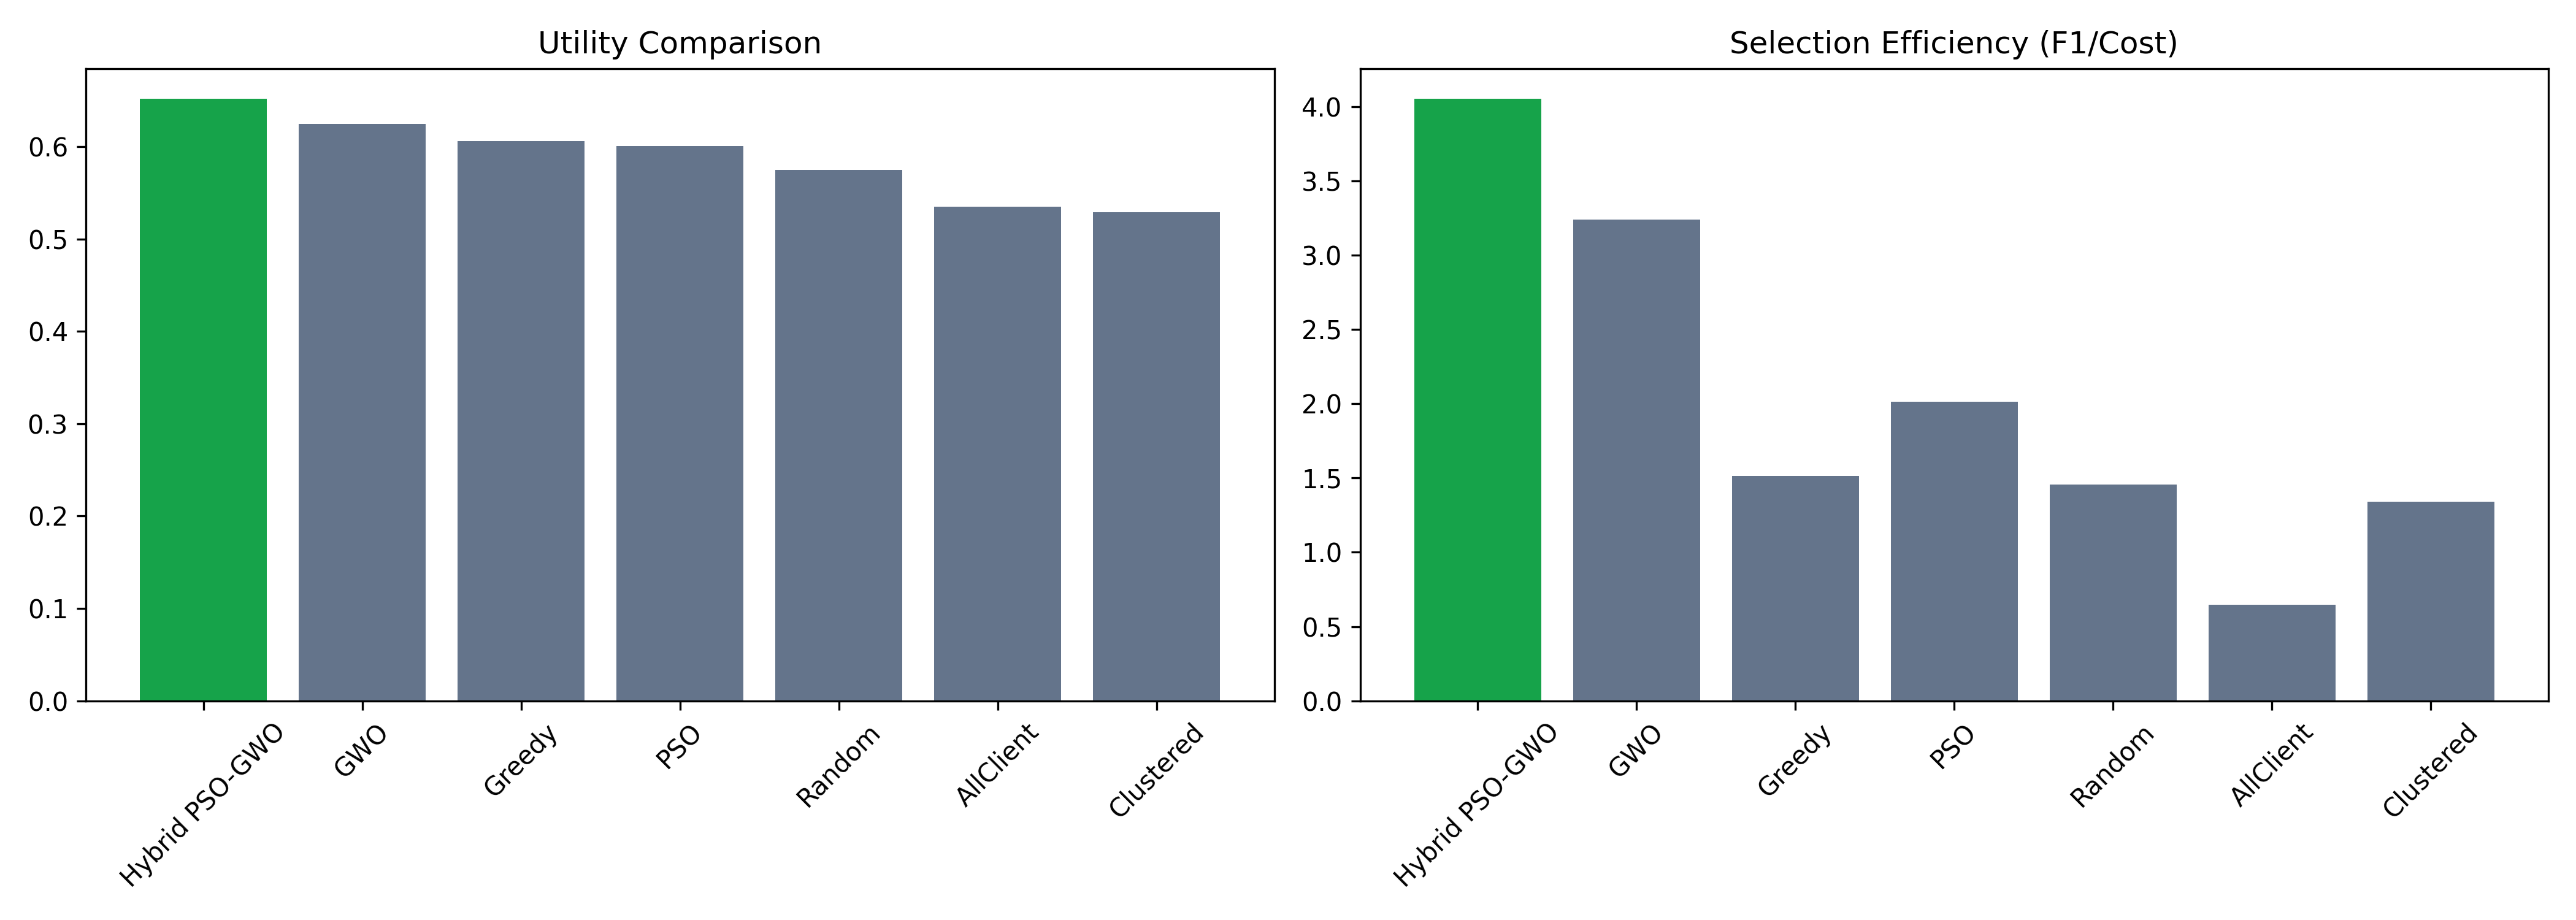 Utility Comparison
0.6
0.5
0.4
0.3
0.2
0.1
0.0
Hybrid PSO-GWO
GWO
Greedy
PSO
Random
AllClient
Clustered
Selection Efficiency (F1/Cost)
4.0
3.5
3.0
2.5
2.0
1.5
1.0
0.5
0.0
Hybrid PSO-GWO
GWO
Greedy
PSO
Random
AllClient
Clustered